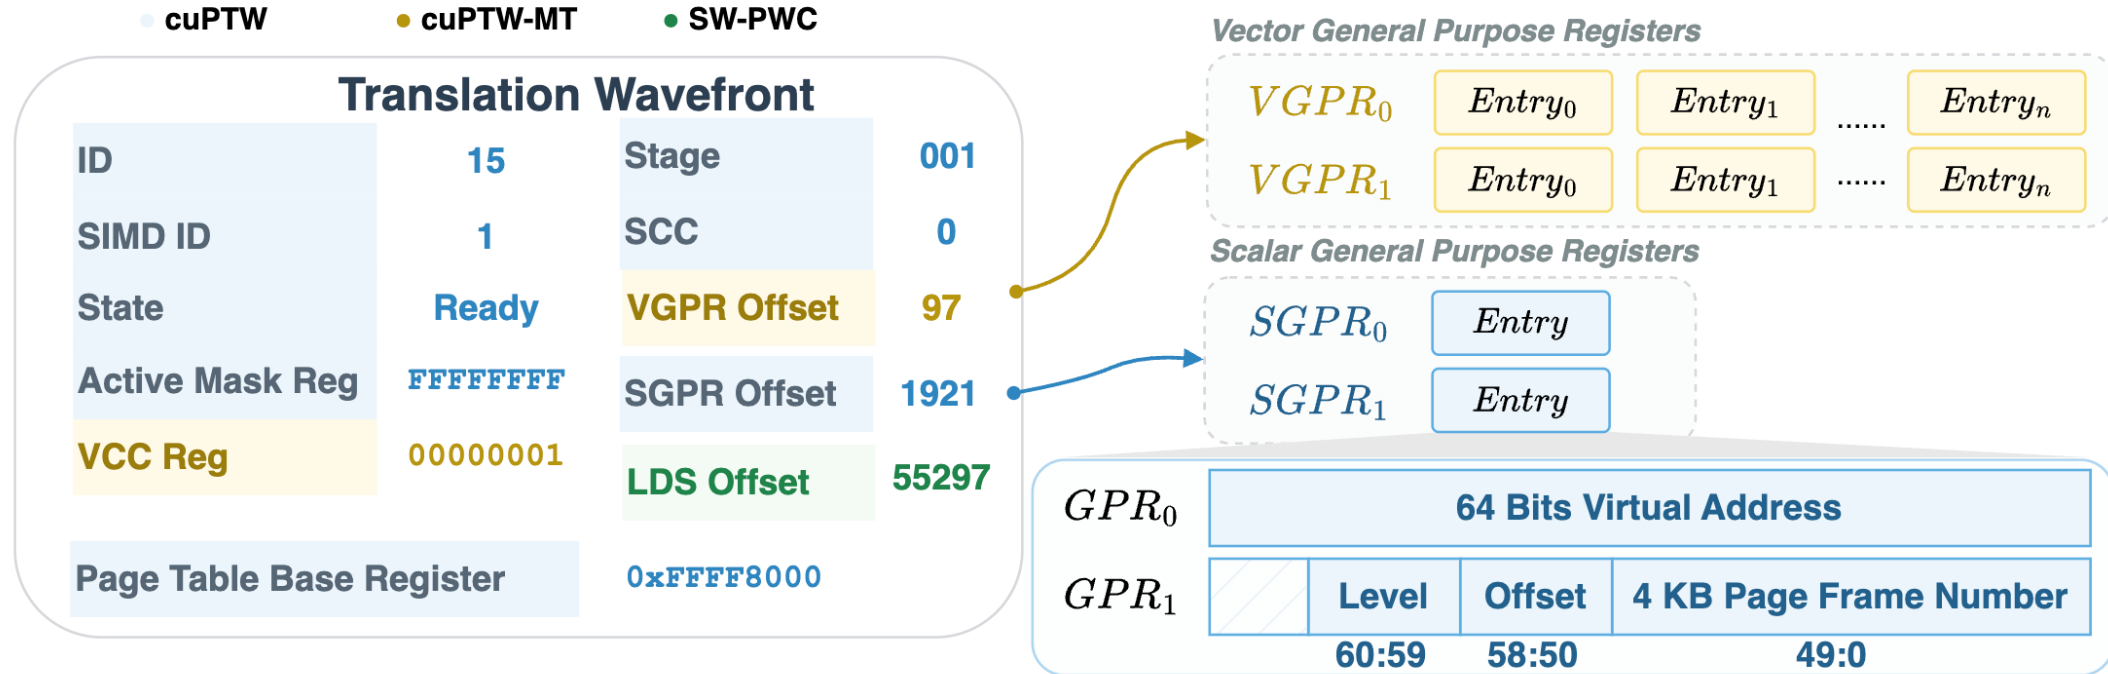 cuPTW cuPTW-MT SW-PWC
Translation Wavefront
ID 15
SIMD ID 1
State Ready
Active Mask Reg FFFFFFFF
VCC Reg 00000001
Stage 001
SCC 0
VGPR Offset 97
SGPR Offset 1921
LDS Offset 55297
Page Table Base Register 0xFFFF8000
Vector General Purpose Registers
VGPR₀ Entry₀ Entry₁ ...... Entryₙ
VGPR₁ Entry₀ Entry₁ ...... Entryₙ
Scalar General Purpose Registers
SGPR₀ Entry
SGPR₁ Entry
GPR₀ 64 Bits Virtual Address
GPR₁ Level Offset 4 KB Page Frame Number
60:59 58:50 49:0